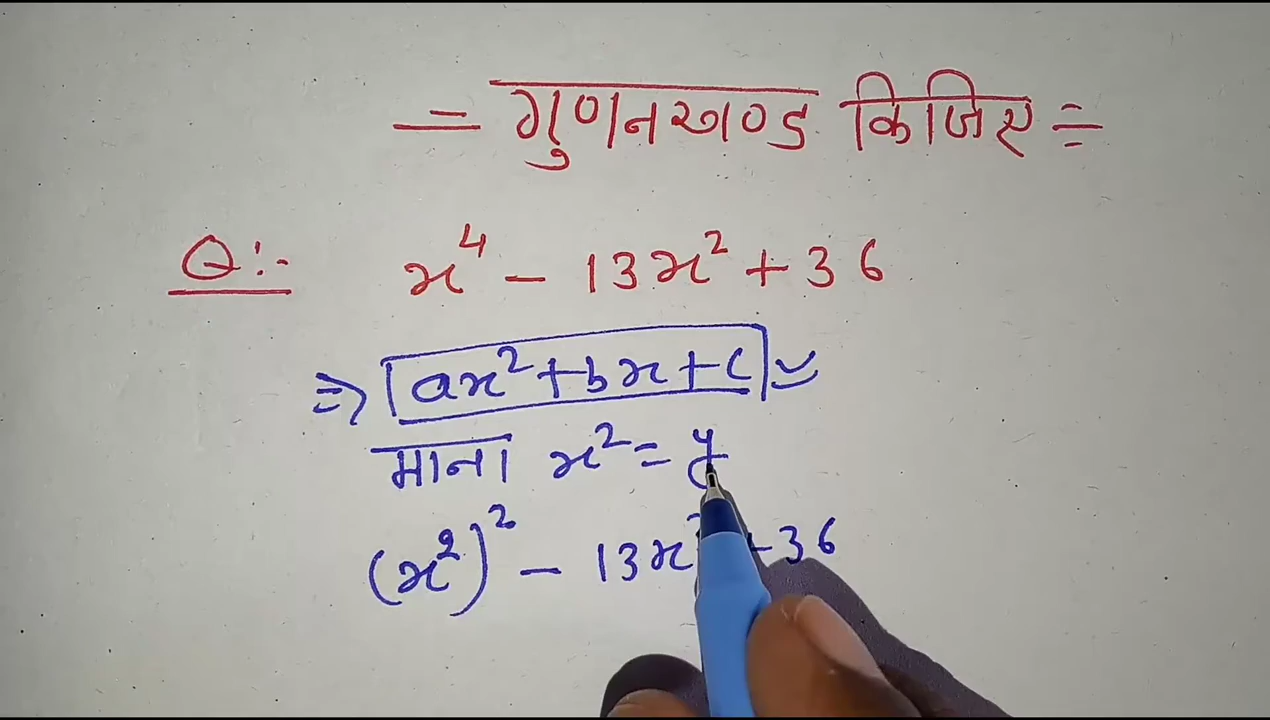 = गुणनखण्ड किजिए =
Q:- x⁴ - 13x² + 36
⇒ ax² + bx + c
माना x² = y
(x²)² - 13x² + 36